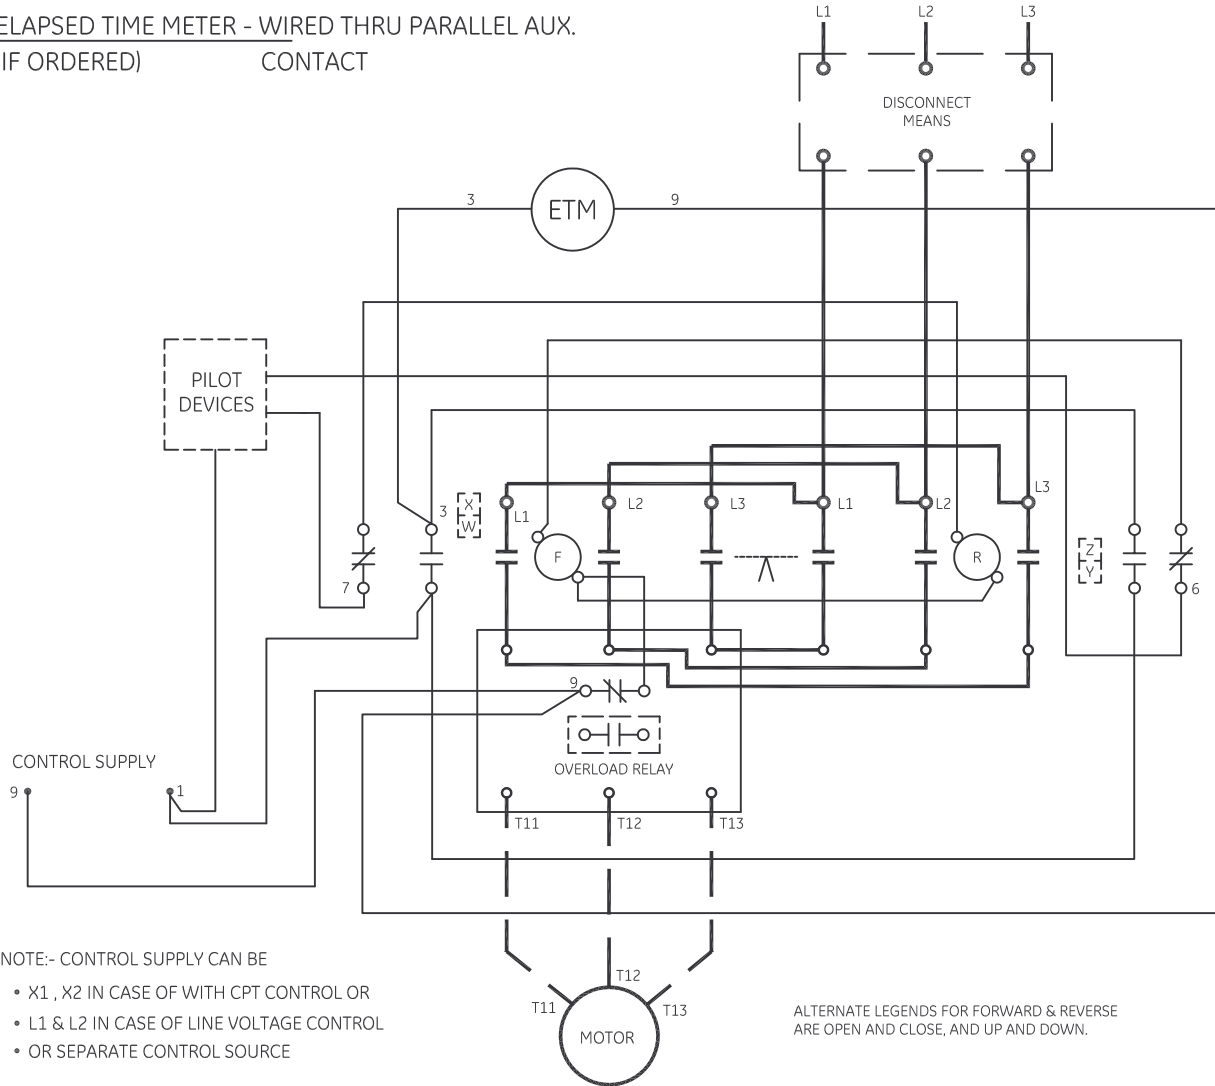 ELAPSED TIME METER - WIRED THRU PARALLEL AUX.
IF ORDERED) CONTACT
L1 L2 L3
DISCONNECT
MEANS
3 ETM 9
PILOT
DEVICES
3 X
W
L1 L2 L3 L1 L2 L3
F R
Z
Y
7 6
9
OVERLOAD RELAY
CONTROL SUPPLY
9 1
T11 T12 T13
NOTE:- CONTROL SUPPLY CAN BE
• X1 , X2 IN CASE OF WITH CPT CONTROL OR
• L1 & L2 IN CASE OF LINE VOLTAGE CONTROL
• OR SEPARATE CONTROL SOURCE
T12
T11 T13
MOTOR
ALTERNATE LEGENDS FOR FORWARD & REVERSE
ARE OPEN AND CLOSE, AND UP AND DOWN.